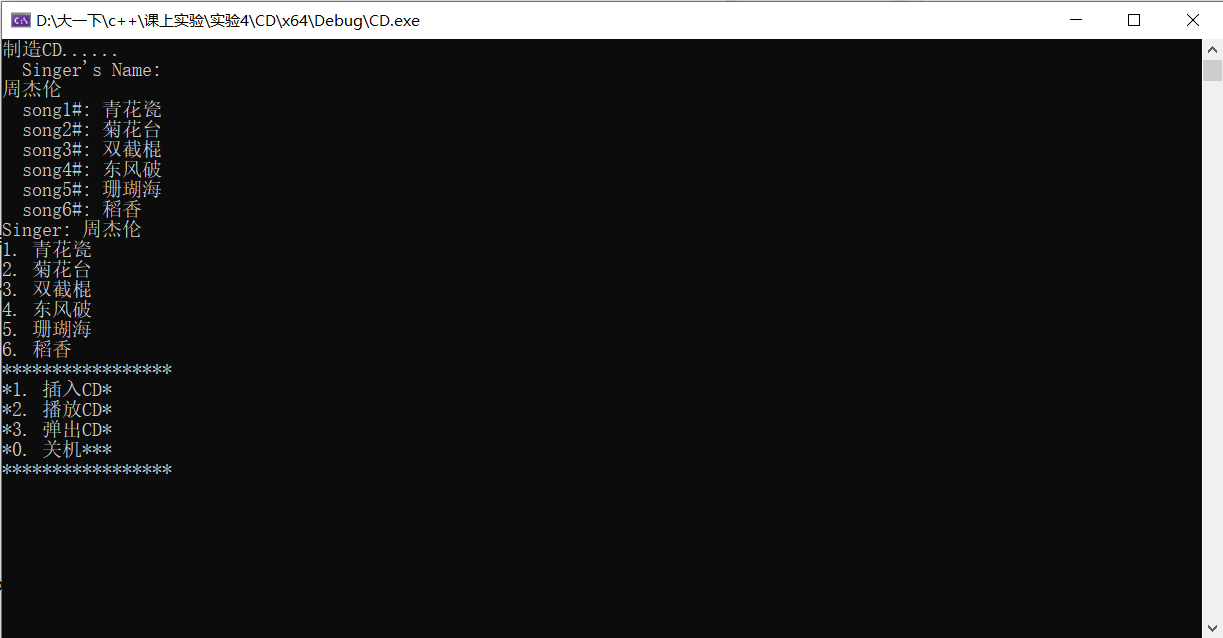 D:\大一下\c++\课上实验\实验4\CD\x64\Debug\CD.exe
制造CD......
Singer's Name:
周杰伦
song1#: 青花瓷
song2#: 菊花台
song3#: 双截棍
song4#: 东风破
song5#: 珊瑚海
song6#: 稻香
Singer: 周杰伦
1. 青花瓷
2. 菊花台
3. 双截棍
4. 东风破
5. 珊瑚海
6. 稻香
*****************
*1. 插入CD*
*2. 播放CD*
*3. 弹出CD*
*0. 关机***
*****************